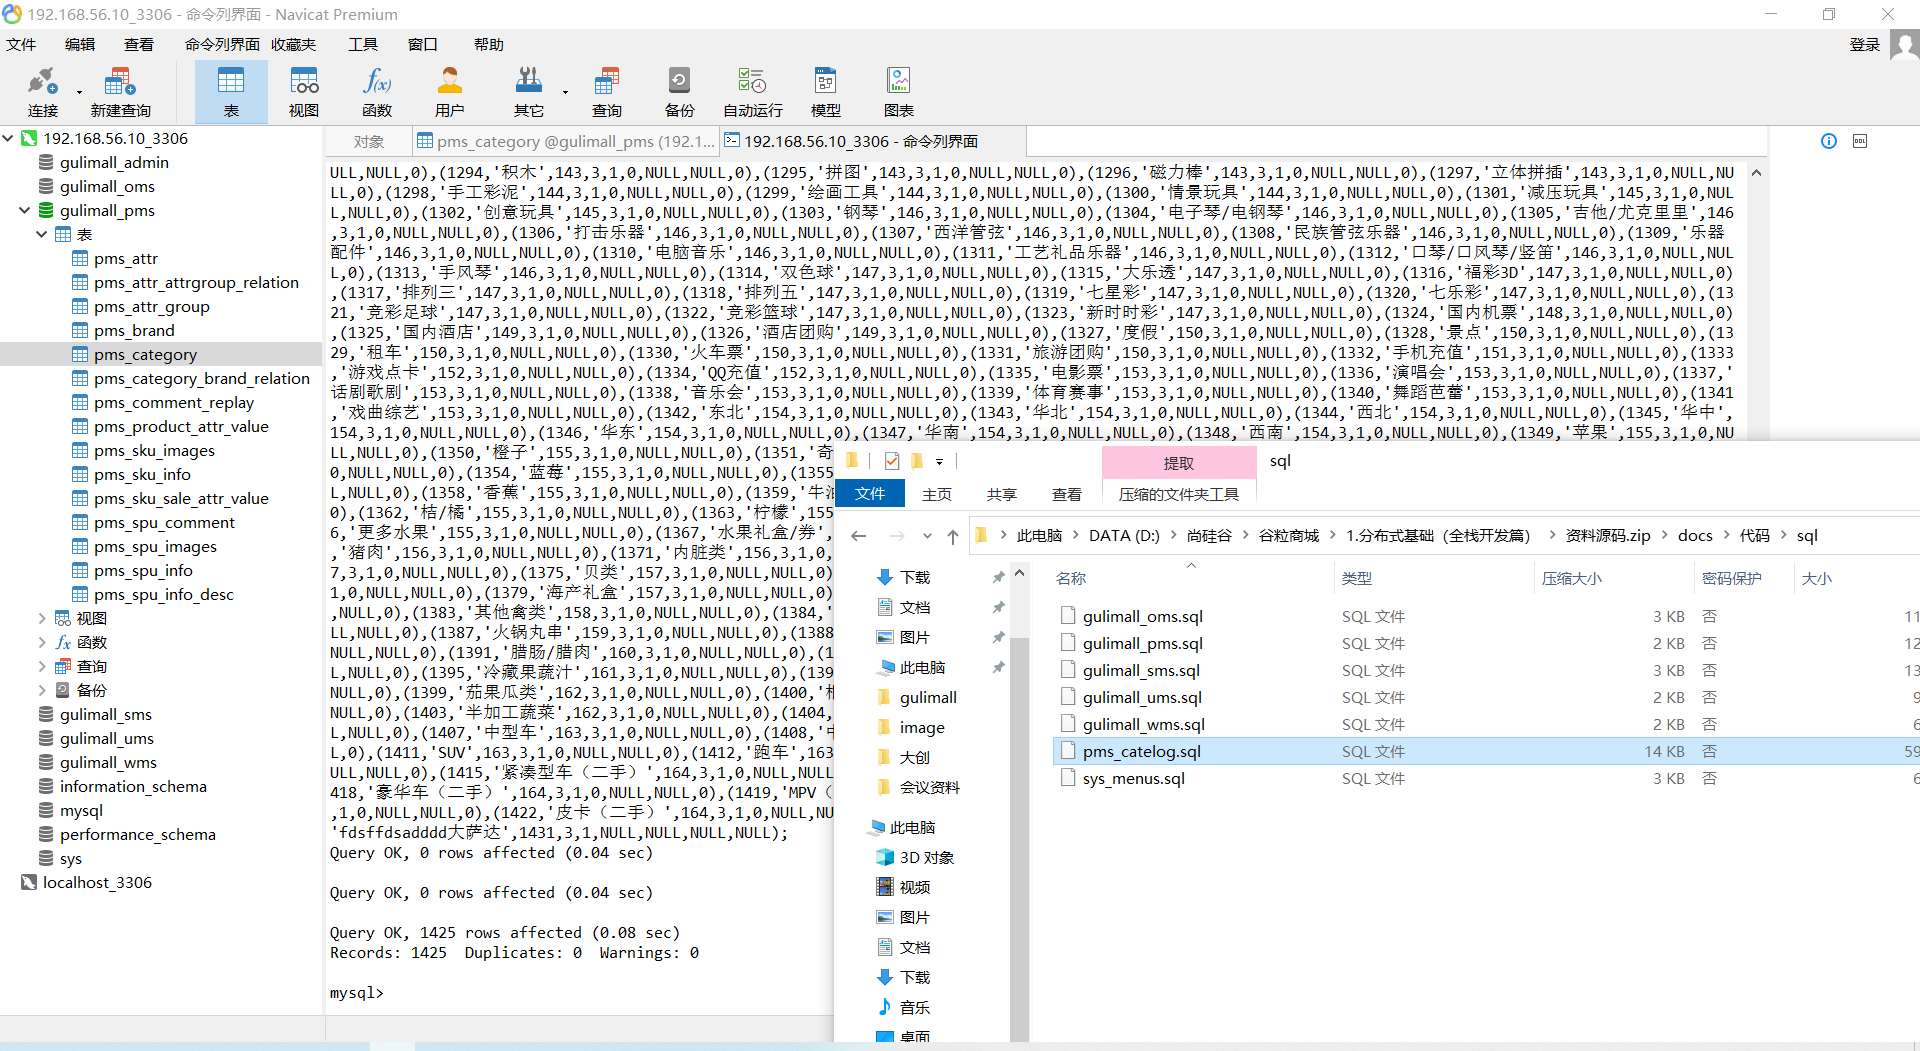 192.168.56.10_3306 - 命令列界面 - Navicat Premium
文件 编辑 查看 命令列界面 收藏夹 工具 窗口 帮助 登录
连接 新建查询 表 视图 函数 用户 其它 查询 备份 自动运行 模型 图表
192.168.56.10_3306
gulimall_admin
gulimall_oms
gulimall_pms
表
pms_attr
pms_attr_attrgroup_relation
pms_attr_group
pms_brand
pms_category
pms_category_brand_relation
pms_comment_replay
pms_product_attr_value
pms_sku_images
pms_sku_info
pms_sku_sale_attr_value
pms_spu_comment
pms_spu_images
pms_spu_info
pms_spu_info_desc
视图
函数
查询
备份
gulimall_sms
gulimall_ums
gulimall_wms
information_schema
mysql
performance_schema
sys
localhost_3306
对象 pms_category @gulimall_pms (192.1... 192.168.56.10_3306 - 命令列界面
ULL,NULL,0),(1294,'积木',143,3,1,0,NULL,NULL,0),(1295,'拼图',143,3,1,0,NULL,NULL,0),(1296,'磁力棒',143,3,1,0,NULL,NULL,0),(1297,'立体拼插',143,3,1,0,NULL,NU
LL,0),(1298,'手工彩泥',144,3,1,0,NULL,NULL,0),(1299,'绘画工具',144,3,1,0,NULL,NULL,0),(1300,'情景玩具',144,3,1,0,NULL,NULL,0),(1301,'减压玩具',145,3,1,0,NUL
L,NULL,0),(1302,'创意玩具',145,3,1,0,NULL,NULL,0),(1303,'钢琴',146,3,1,0,NULL,NULL,0),(1304,'电子琴/电钢琴',146,3,1,0,NULL,NULL,0),(1305,'吉他/尤克里里',146
,3,1,0,NULL,NULL,0),(1306,'打击乐器',146,3,1,0,NULL,NULL,0),(1307,'西洋管弦',146,3,1,0,NULL,NULL,0),(1308,'民族管弦乐器',146,3,1,0,NULL,NULL,0),(1309,'乐器
配件',146,3,1,0,NULL,NULL,0),(1310,'电脑音乐',146,3,1,0,NULL,NULL,0),(1311,'工艺礼品乐器',146,3,1,0,NULL,NULL,0),(1312,'口琴/口风琴/竖笛',146,3,1,0,NULL,NUL
L,0),(1313,'手风琴',146,3,1,0,NULL,NULL,0),(1314,'双色球',147,3,1,0,NULL,NULL,0),(1315,'大乐透',147,3,1,0,NULL,NULL,0),(1316,'福彩3D',147,3,1,0,NULL,NULL,0)
,(1317,'排列三',147,3,1,0,NULL,NULL,0),(1318,'排列五',147,3,1,0,NULL,NULL,0),(1319,'七星彩',147,3,1,0,NULL,NULL,0),(1320,'七乐彩',147,3,1,0,NULL,NULL,0),(13
21,'竞彩足球',147,3,1,0,NULL,NULL,0),(1322,'竞彩篮球',147,3,1,0,NULL,NULL,0),(1323,'新时时彩',147,3,1,0,NULL,NULL,0),(1324,'国内机票',148,3,1,0,NULL,NULL,0)
,(1325,'国内酒店',149,3,1,0,NULL,NULL,0),(1326,'酒店团购',149,3,1,0,NULL,NULL,0),(1327,'度假',150,3,1,0,NULL,NULL,0),(1328,'景点',150,3,1,0,NULL,NULL,0),(13
29,'租车',150,3,1,0,NULL,NULL,0),(1330,'火车票',150,3,1,0,NULL,NULL,0),(1331,'旅游团购',150,3,1,0,NULL,NULL,0),(1332,'手机充值',151,3,1,0,NULL,NULL,0),(1333
,'游戏点卡',152,3,1,0,NULL,NULL,0),(1334,'QQ充值',152,3,1,0,NULL,NULL,0),(1335,'电影票',153,3,1,0,NULL,NULL,0),(1336,'演唱会',153,3,1,0,NULL,NULL,0),(1337,'
话剧歌剧',153,3,1,0,NULL,NULL,0),(1338,'音乐会',153,3,1,0,NULL,NULL,0),(1339,'体育赛事',153,3,1,0,NULL,NULL,0),(1340,'舞蹈芭蕾',153,3,1,0,NULL,NULL,0),(1341
,'戏曲综艺',153,3,1,0,NULL,NULL,0),(1342,'东北',154,3,1,0,NULL,NULL,0),(1343,'华北',154,3,1,0,NULL,NULL,0),(1344,'西北',154,3,1,0,NULL,NULL,0),(1345,'华中',
154,3,1,0,NULL,NULL,0),(1346,'华东',154,3,1,0,NULL,NULL,0),(1347,'华南',154,3,1,0,NULL,NULL,0),(1348,'西南',154,3,1,0,NULL,NULL,0),(1349,'苹果',155,3,1,0,NU
LL,NULL,0),(1350,'橙子',155,3,1,0,NULL,NULL,0),(1351,'奇
0,NULL,NULL,0),(1354,'蓝莓',155,3,1,0,NULL,NULL,0),(1355
L,NULL,0),(1358,'香蕉',155,3,1,0,NULL,NULL,0),(1359,'牛油
0),(1362,'桔/橘',155,3,1,0,NULL,NULL,0),(1363,'柠檬',155
6,'更多水果',155,3,1,0,NULL,NULL,0),(1367,'水果礼盒/券',
,'猪肉',156,3,1,0,NULL,NULL,0),(1371,'内脏类',156,3,1,0,
7,3,1,0,NULL,NULL,0),(1375,'贝类',157,3,1,0,NULL,NULL,0)
1,0,NULL,NULL,0),(1379,'海产礼盒',157,3,1,0,NULL,NULL,0)
,NULL,0),(1383,'其他禽类',158,3,1,0,NULL,NULL,0),(1384,'
LL,NULL,0),(1387,'火锅丸串',159,3,1,0,NULL,NULL,0),(1388
NULL,NULL,0),(1391,'腊肠/腊肉',160,3,1,0,NULL,NULL,0),(1
L,NULL,0),(1395,'冷藏果蔬汁',161,3,1,0,NULL,NULL,0),(139
NULL,0),(1399,'茄果瓜类',162,3,1,0,NULL,NULL,0),(1400,'
NULL,0),(1403,'半加工蔬菜',162,3,1,0,NULL,NULL,0),(1404,
L,0),(1407,'中型车',163,3,1,0,NULL,NULL,0),(1408,'
L,0),(1411,'SUV',163,3,1,0,NULL,NULL,0),(1412,'跑车',163
ULL,NULL,0),(1415,'紧凑型车（二手）',164,3,1,0,NULL,NULL
418,'豪华车（二手）',164,3,1,0,NULL,NULL,0),(1419,'MPV（
,1,0,NULL,NULL,0),(1422,'皮卡（二手）',164,3,1,0,NULL,NU
'fdsffdsadddd大萨达',1431,3,1,NULL,NULL,NULL,NULL);
Query OK, 0 rows affected (0.04 sec)
Query OK, 0 rows affected (0.04 sec)
Query OK, 1425 rows affected (0.08 sec)
Records: 1425  Duplicates: 0  Warnings: 0
mysql>
提取 sql
文件 主页 共享 查看 压缩的文件夹工具
此电脑 DATA (D:) 尚硅谷 谷粒商城 1.分布式基础（全栈开发篇） 资料源码.zip docs 代码 sql
下载
文档
图片
此电脑
gulimall
image
大创
会议资料
此电脑
3D 对象
视频
图片
文档
下载
音乐
桌面
名称 类型 压缩大小 密码保护 大小
gulimall_oms.sql SQL 文件 3 KB 否 11
gulimall_pms.sql SQL 文件 2 KB 否 12
gulimall_sms.sql SQL 文件 3 KB 否 13
gulimall_ums.sql SQL 文件 2 KB 否 9
gulimall_wms.sql SQL 文件 2 KB 否 6
pms_catelog.sql SQL 文件 14 KB 否 59
sys_menus.sql SQL 文件 3 KB 否 6